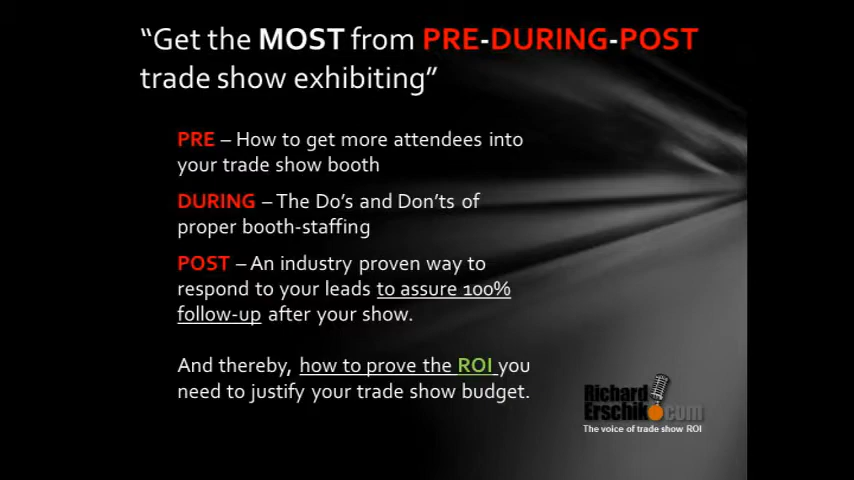 “Get the MOST from PRE-DURING-POST
trade show exhibiting”
PRE – How to get more attendees into
your trade show booth
DURING – The Do’s and Don’ts of
proper booth-staffing
POST – An industry proven way to
respond to your leads to assure 100%
follow-up after your show.
And thereby, how to prove the ROI you
need to justify your trade show budget.
Richard
Erschik.com
The voice of trade show ROI